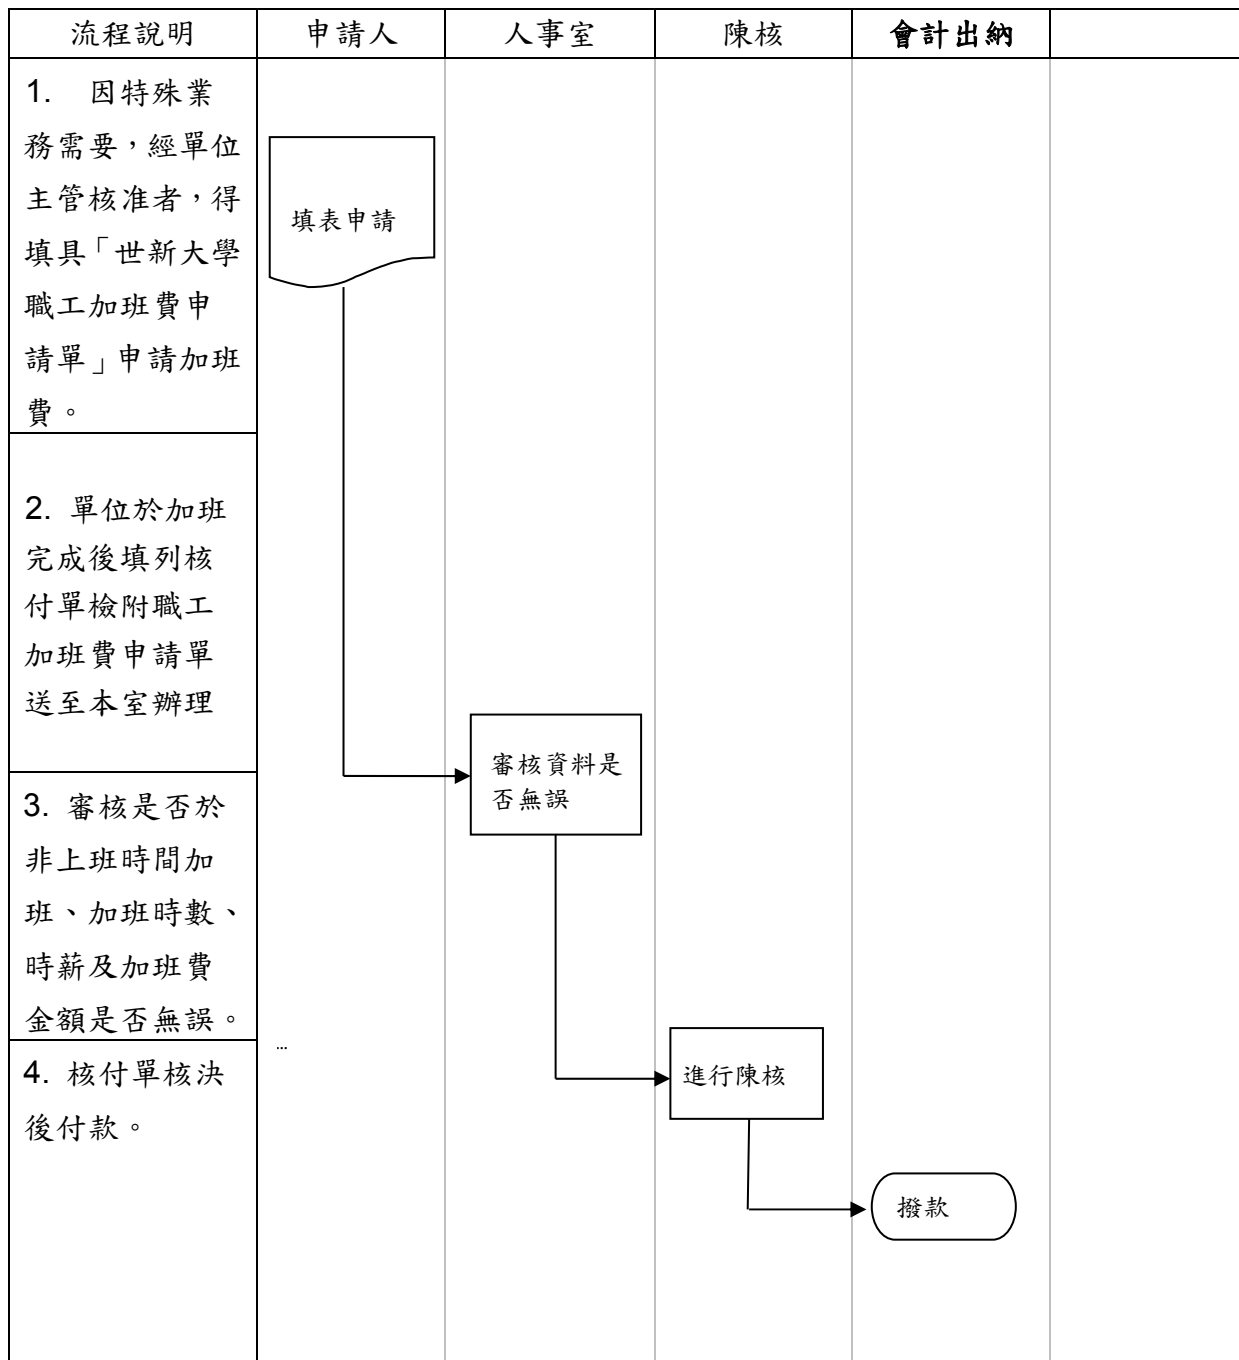 流程說明 申請人 人事室 陳核 會計出納
1. 因特殊業
務需要，經單位
主管核准者，得
填具「世新大學
職工加班費申
請單」申請加班
費。
填表申請
2. 單位於加班
完成後填列核
付單檢附職工
加班費申請單
送至本室辦理
審核資料是
否無誤
3. 審核是否於
非上班時間加
班、加班時數、
時薪及加班費
金額是否無誤。
…
進行陳核
4. 核付單核決
後付款。
撥款